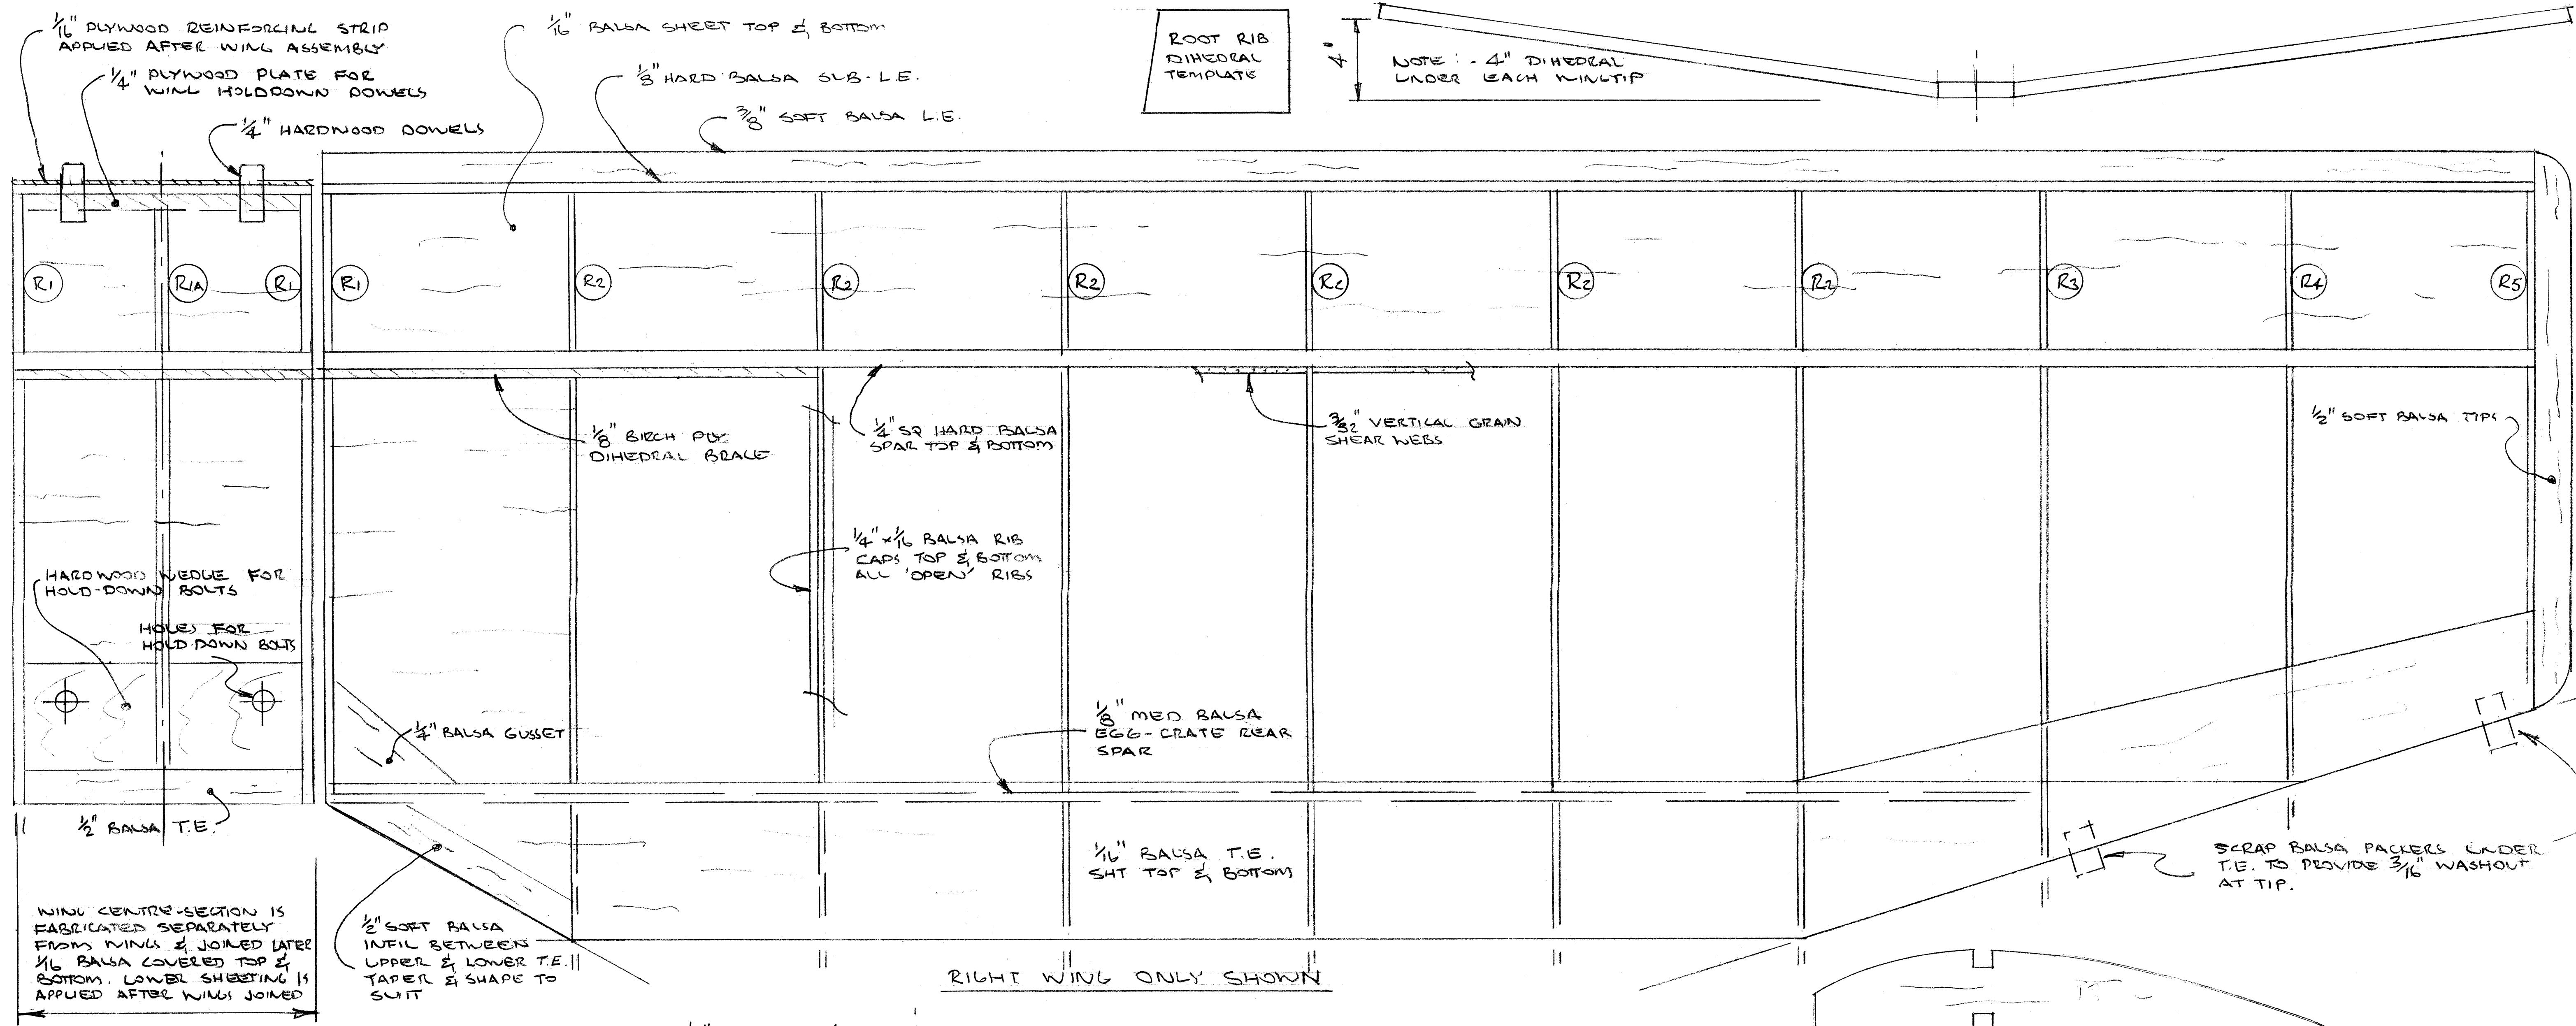 1/16" PLYWOOD REINFORCING STRIP
APPLIED AFTER WING ASSEMBLY
1/4" PLYWOOD PLATE FOR
WING HOLDDOWN DOWELS
1/4" HARDWOOD DOWELS
1/16" BALSA SHEET TOP & BOTTOM
1/8" HARD BALSA SUB-L.E.
3/8" SOFT BALSA L.E.
ROOT RIB
DIHEDRAL
TEMPLATE
4"
NOTE :- 4" DIHEDRAL
UNDER EACH WINGTIP
R1
R1A
R1
R1
R2
R2
R2
R2
R2
R2
R3
R4
R5
1/8" BIRCH PLY
DIHEDRAL BRACE
1/4" SQ HARD BALSA
SPAR TOP & BOTTOM
3/32" VERTICAL GRAIN
SHEAR WEBS
1/2" SOFT BALSA TIPS
1/4" x 1/16 BALSA RIB
CAPS TOP & BOTTOM
ALL 'OPEN' RIBS
HARDWOOD WEDGE FOR
HOLD-DOWN BOLTS
HOLES FOR
HOLD-DOWN BOLTS
1/4" BALSA GUSSET
1/8" MED BALSA
EGG-CRATE REAR
SPAR
1/2" BALSA T.E.
1/16" BALSA T.E.
SHT TOP & BOTTOM
SCRAP BALSA PACKERS UNDER
T.E. TO PROVIDE 3/16" WASHOUT
AT TIP.
WING CENTRE-SECTION IS
FABRICATED SEPARATELY
FROM WINGS & JOINED LATER
1/16 BALSA COVERED TOP &
BOTTOM. LOWER SHEETING IS
APPLIED AFTER WINGS JOINED
1/2" SOFT BALSA
INFIL BETWEEN
UPPER & LOWER T.E.
TAPER & SHAPE TO
SUIT
RIGHT WING ONLY SHOWN